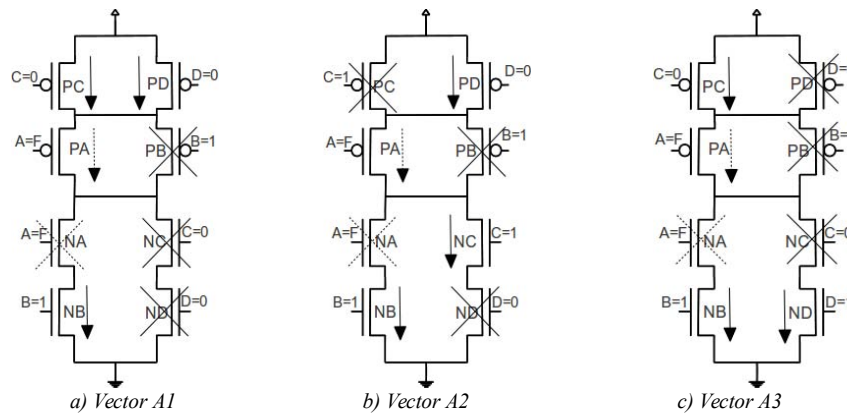 C=0 PC PD D=0
A=F PA PB B=1
A=F NA NC C=0
B=1 NB ND D=0
a) Vector A1
C=1 PC PD D=0
A=F PA PB B=1
A=F NA NC C=1
B=1 NB ND D=0
b) Vector A2
C=0 PC PD D=
A=F PA PB B=
A=F NA NC C=0
B=1 NB ND D=
c) Vector A3